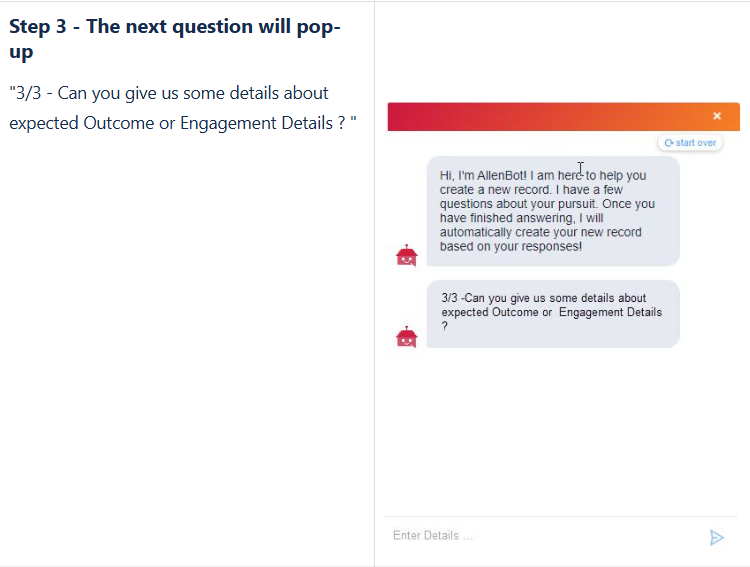 Step 3 - The next question will pop-
up
"3/3 - Can you give us some details about
expected Outcome or Engagement Details ? "
×
start over
Hi, I'm AllenBot! I am here to help you
create a new record. I have a few
questions about your pursuit. Once you
have finished answering, I will
automatically create your new record
based on your responses!
3/3 -Can you give us some details about
expected Outcome or  Engagement Details
?
Enter Details ....